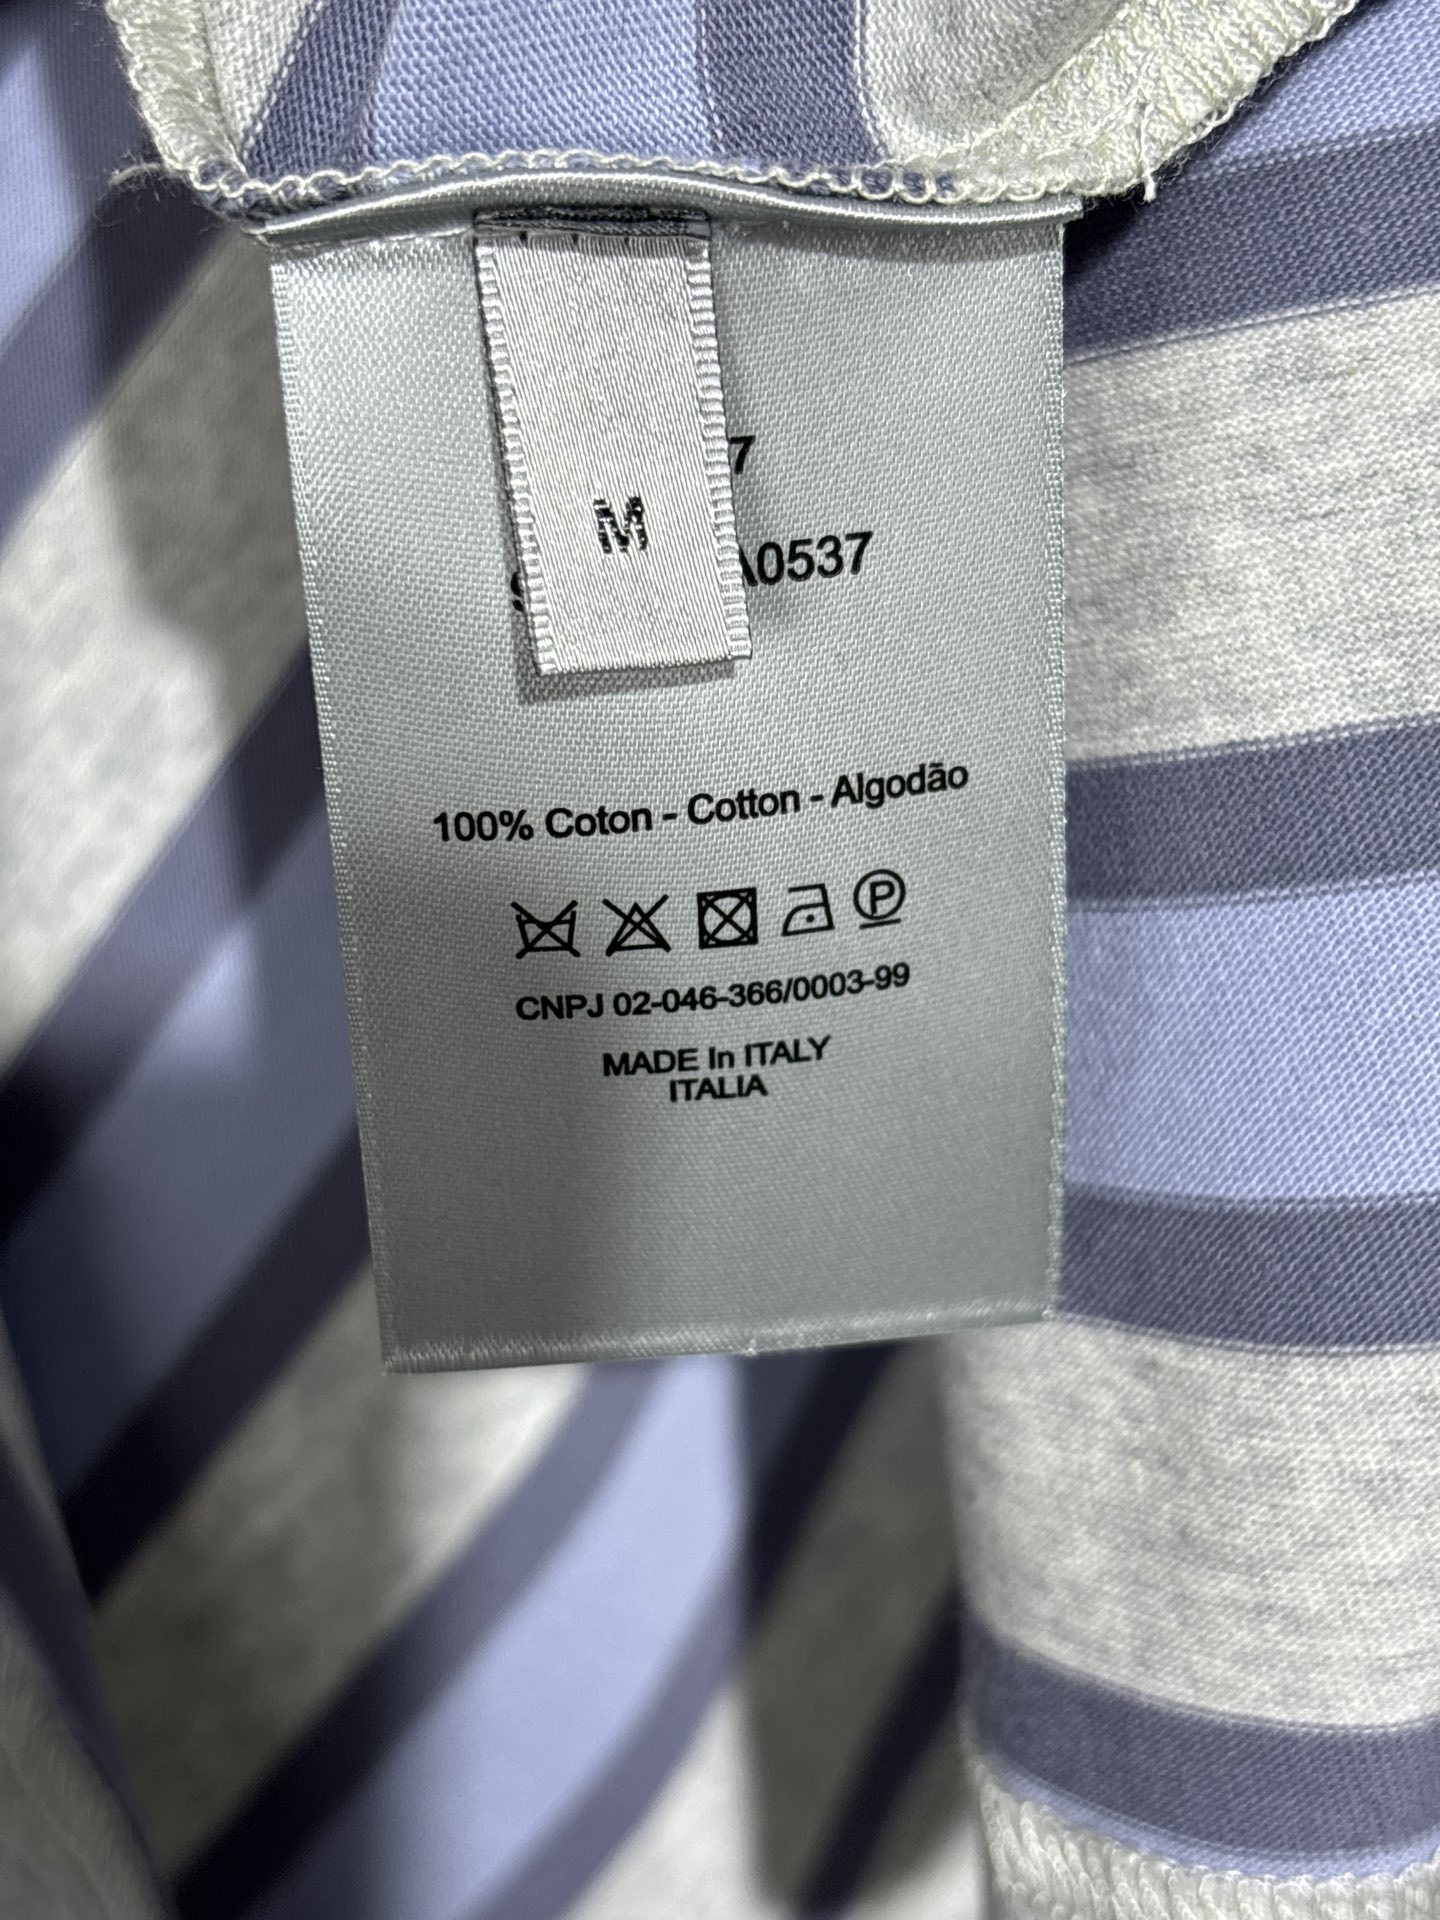 M
7
A0537
100% Coton - Cotton - Algodão
P
CNPJ 02-046-366/0003-99
MADE In ITALY
ITALIA